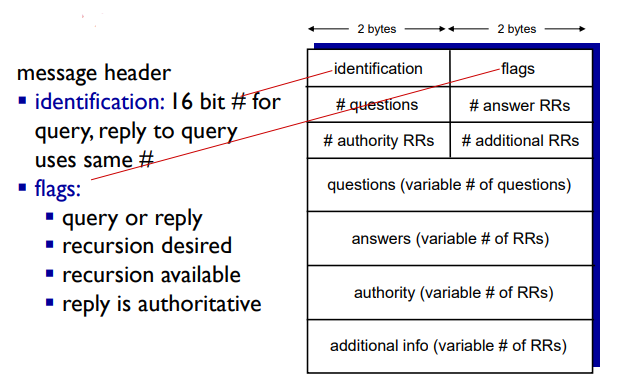 2 bytes 2 bytes
message header
▪ identification: 16 bit # for
query, reply to query
uses same #
▪ flags:
▪ query or reply
▪ recursion desired
▪ recursion available
▪ reply is authoritative
identification flags
# questions # answer RRs
# authority RRs # additional RRs
questions (variable # of questions)
answers (variable # of RRs)
authority (variable # of RRs)
additional info (variable # of RRs)